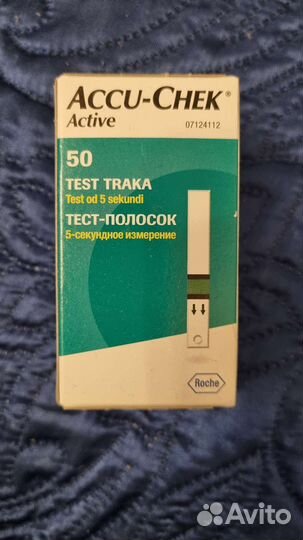 ACCU-CHEK®
Active
07124112
50
TEST TRAKA
Test od 5 sekundi
ТЕСТ-ПОЛОСОК
5-секундное измерение
Roche
Avito